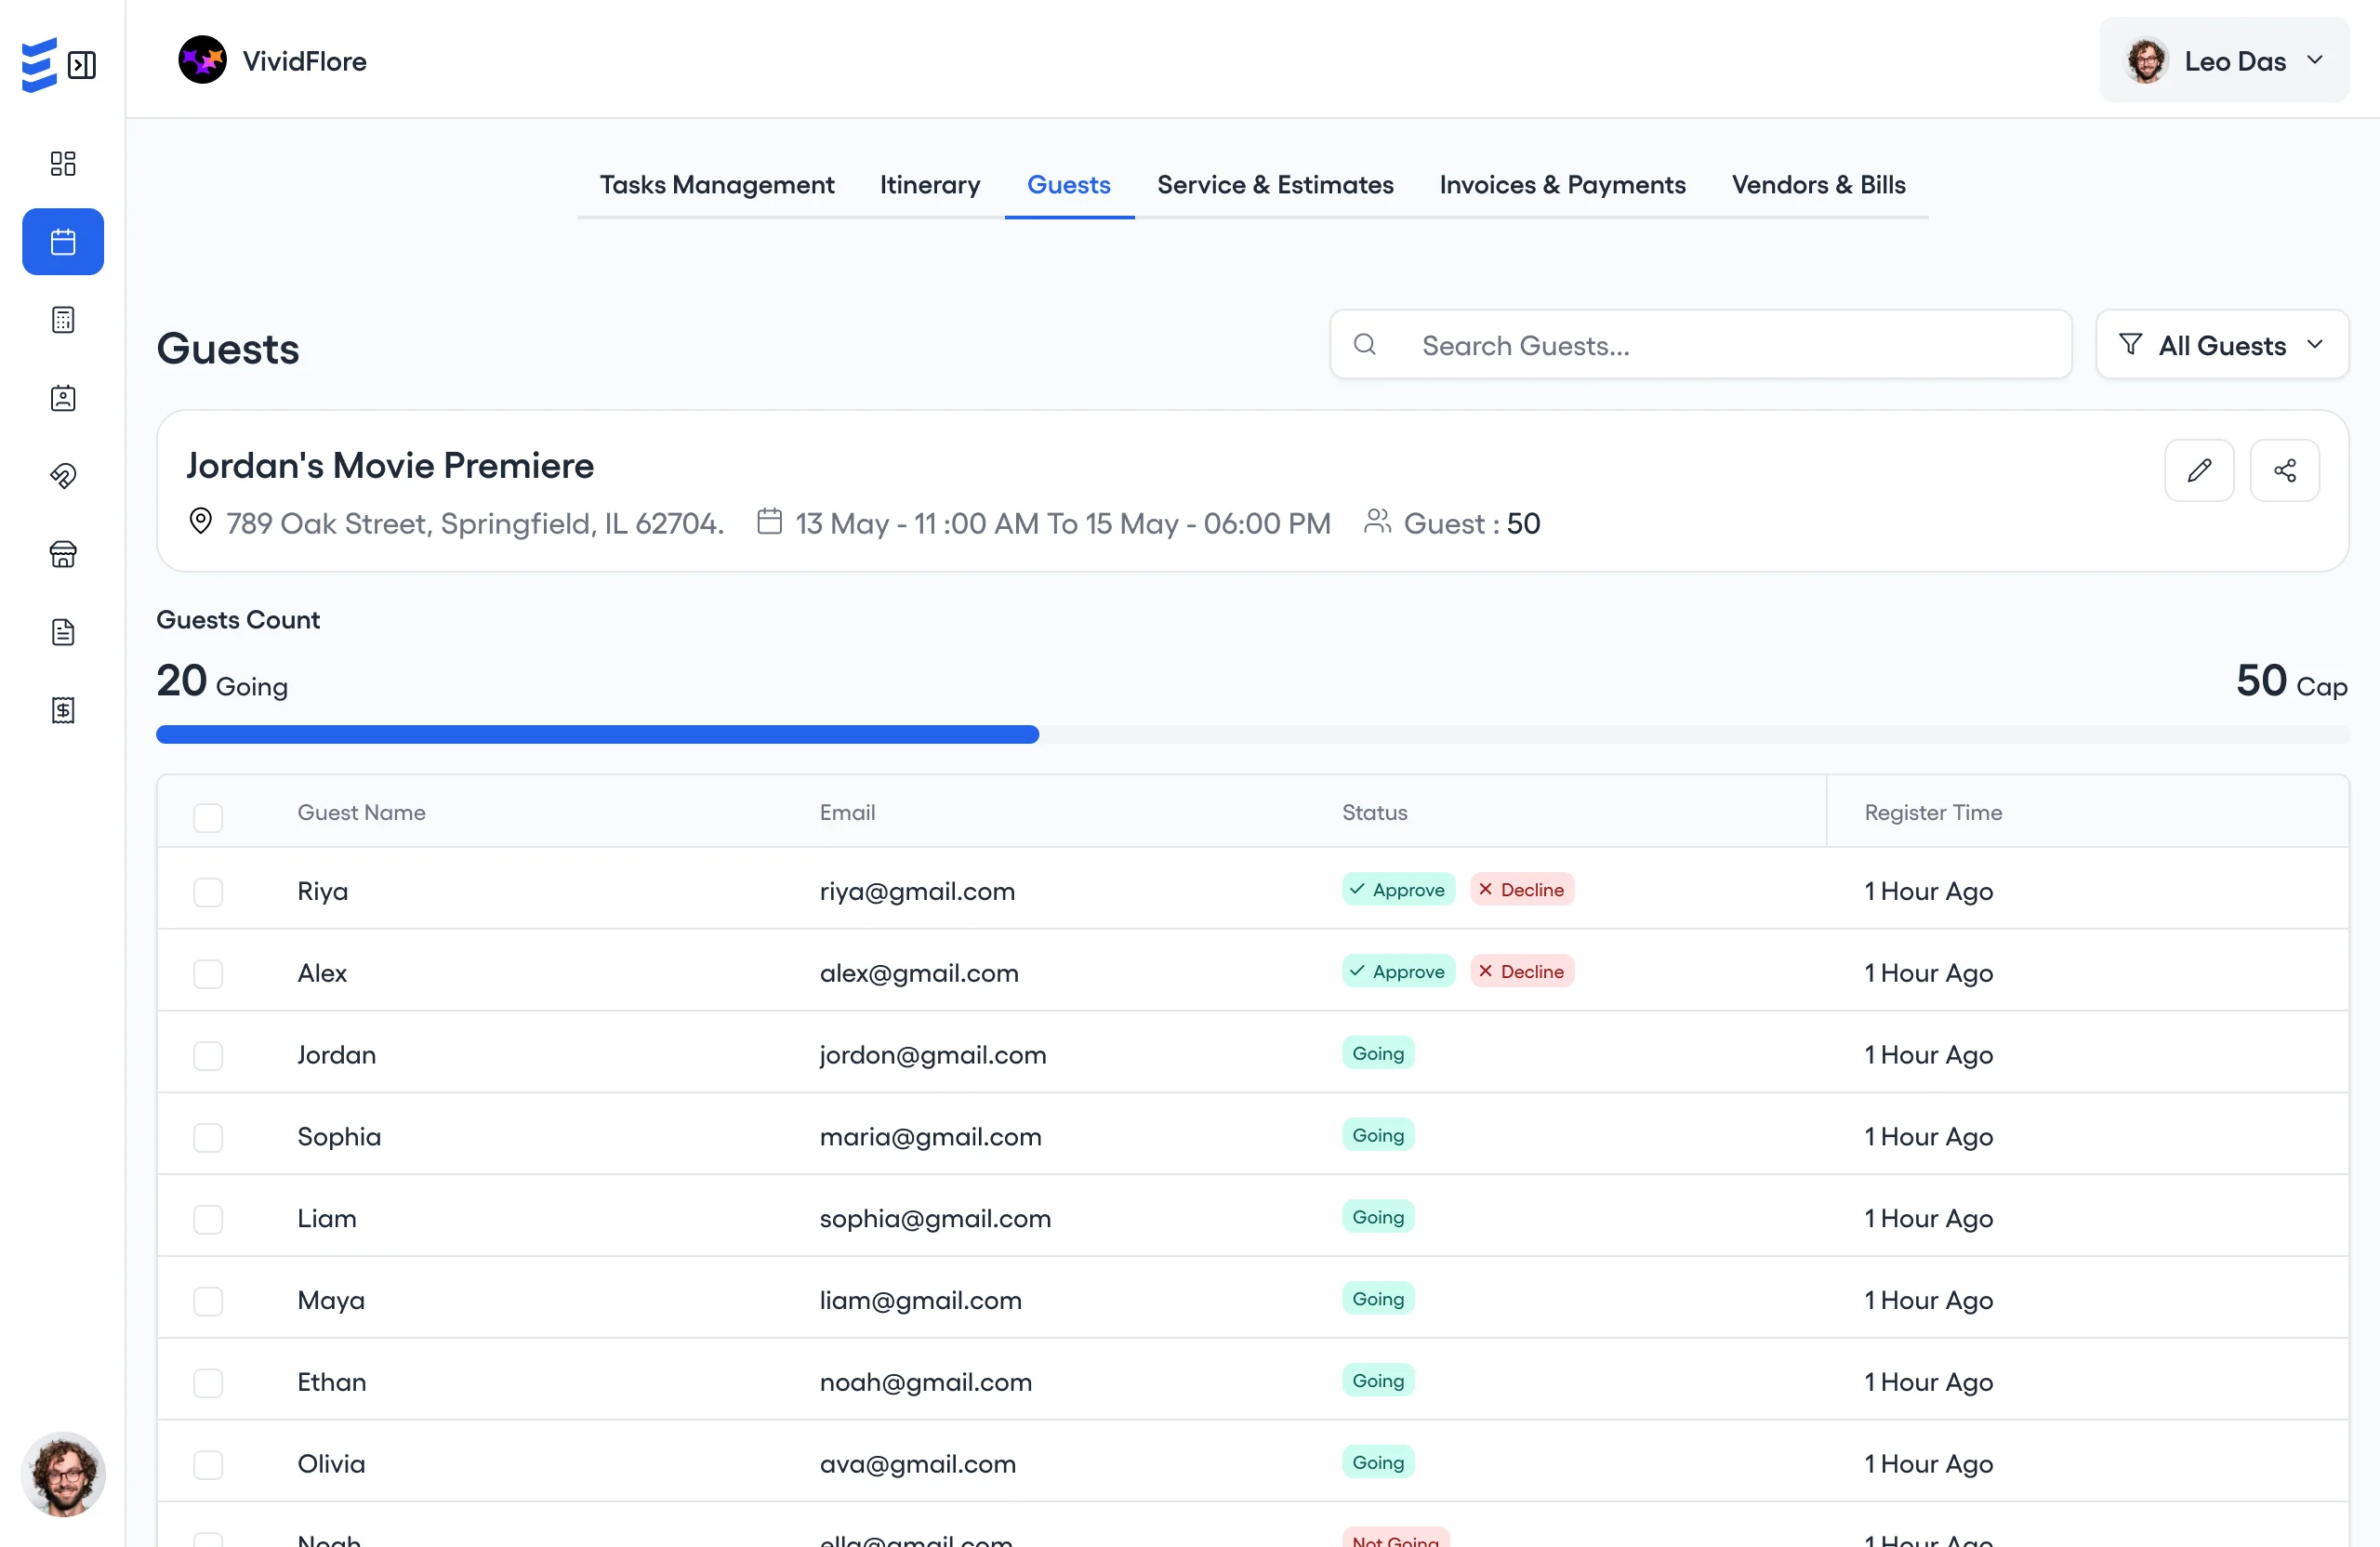 VividFlore
Leo Das
Tasks Management Itinerary Guests Service & Estimates Invoices & Payments Vendors & Bills
Guests
Search Guests...
All Guests
Jordan's Movie Premiere
789 Oak Street, Springfield, IL 62704. 13 May - 11 :00 AM To 15 May - 06:00 PM Guest : 50
Guests Count
20 Going 50 Cap
Guest Name Email Status Register Time
Riya riya@gmail.com Approve Decline 1 Hour Ago
Alex alex@gmail.com Approve Decline 1 Hour Ago
Jordan jordon@gmail.com Going 1 Hour Ago
Sophia maria@gmail.com Going 1 Hour Ago
Liam sophia@gmail.com Going 1 Hour Ago
Maya liam@gmail.com Going 1 Hour Ago
Ethan noah@gmail.com Going 1 Hour Ago
Olivia ava@gmail.com Going 1 Hour Ago
Noah ella@gmail.com Not Going 1 Hour Ago